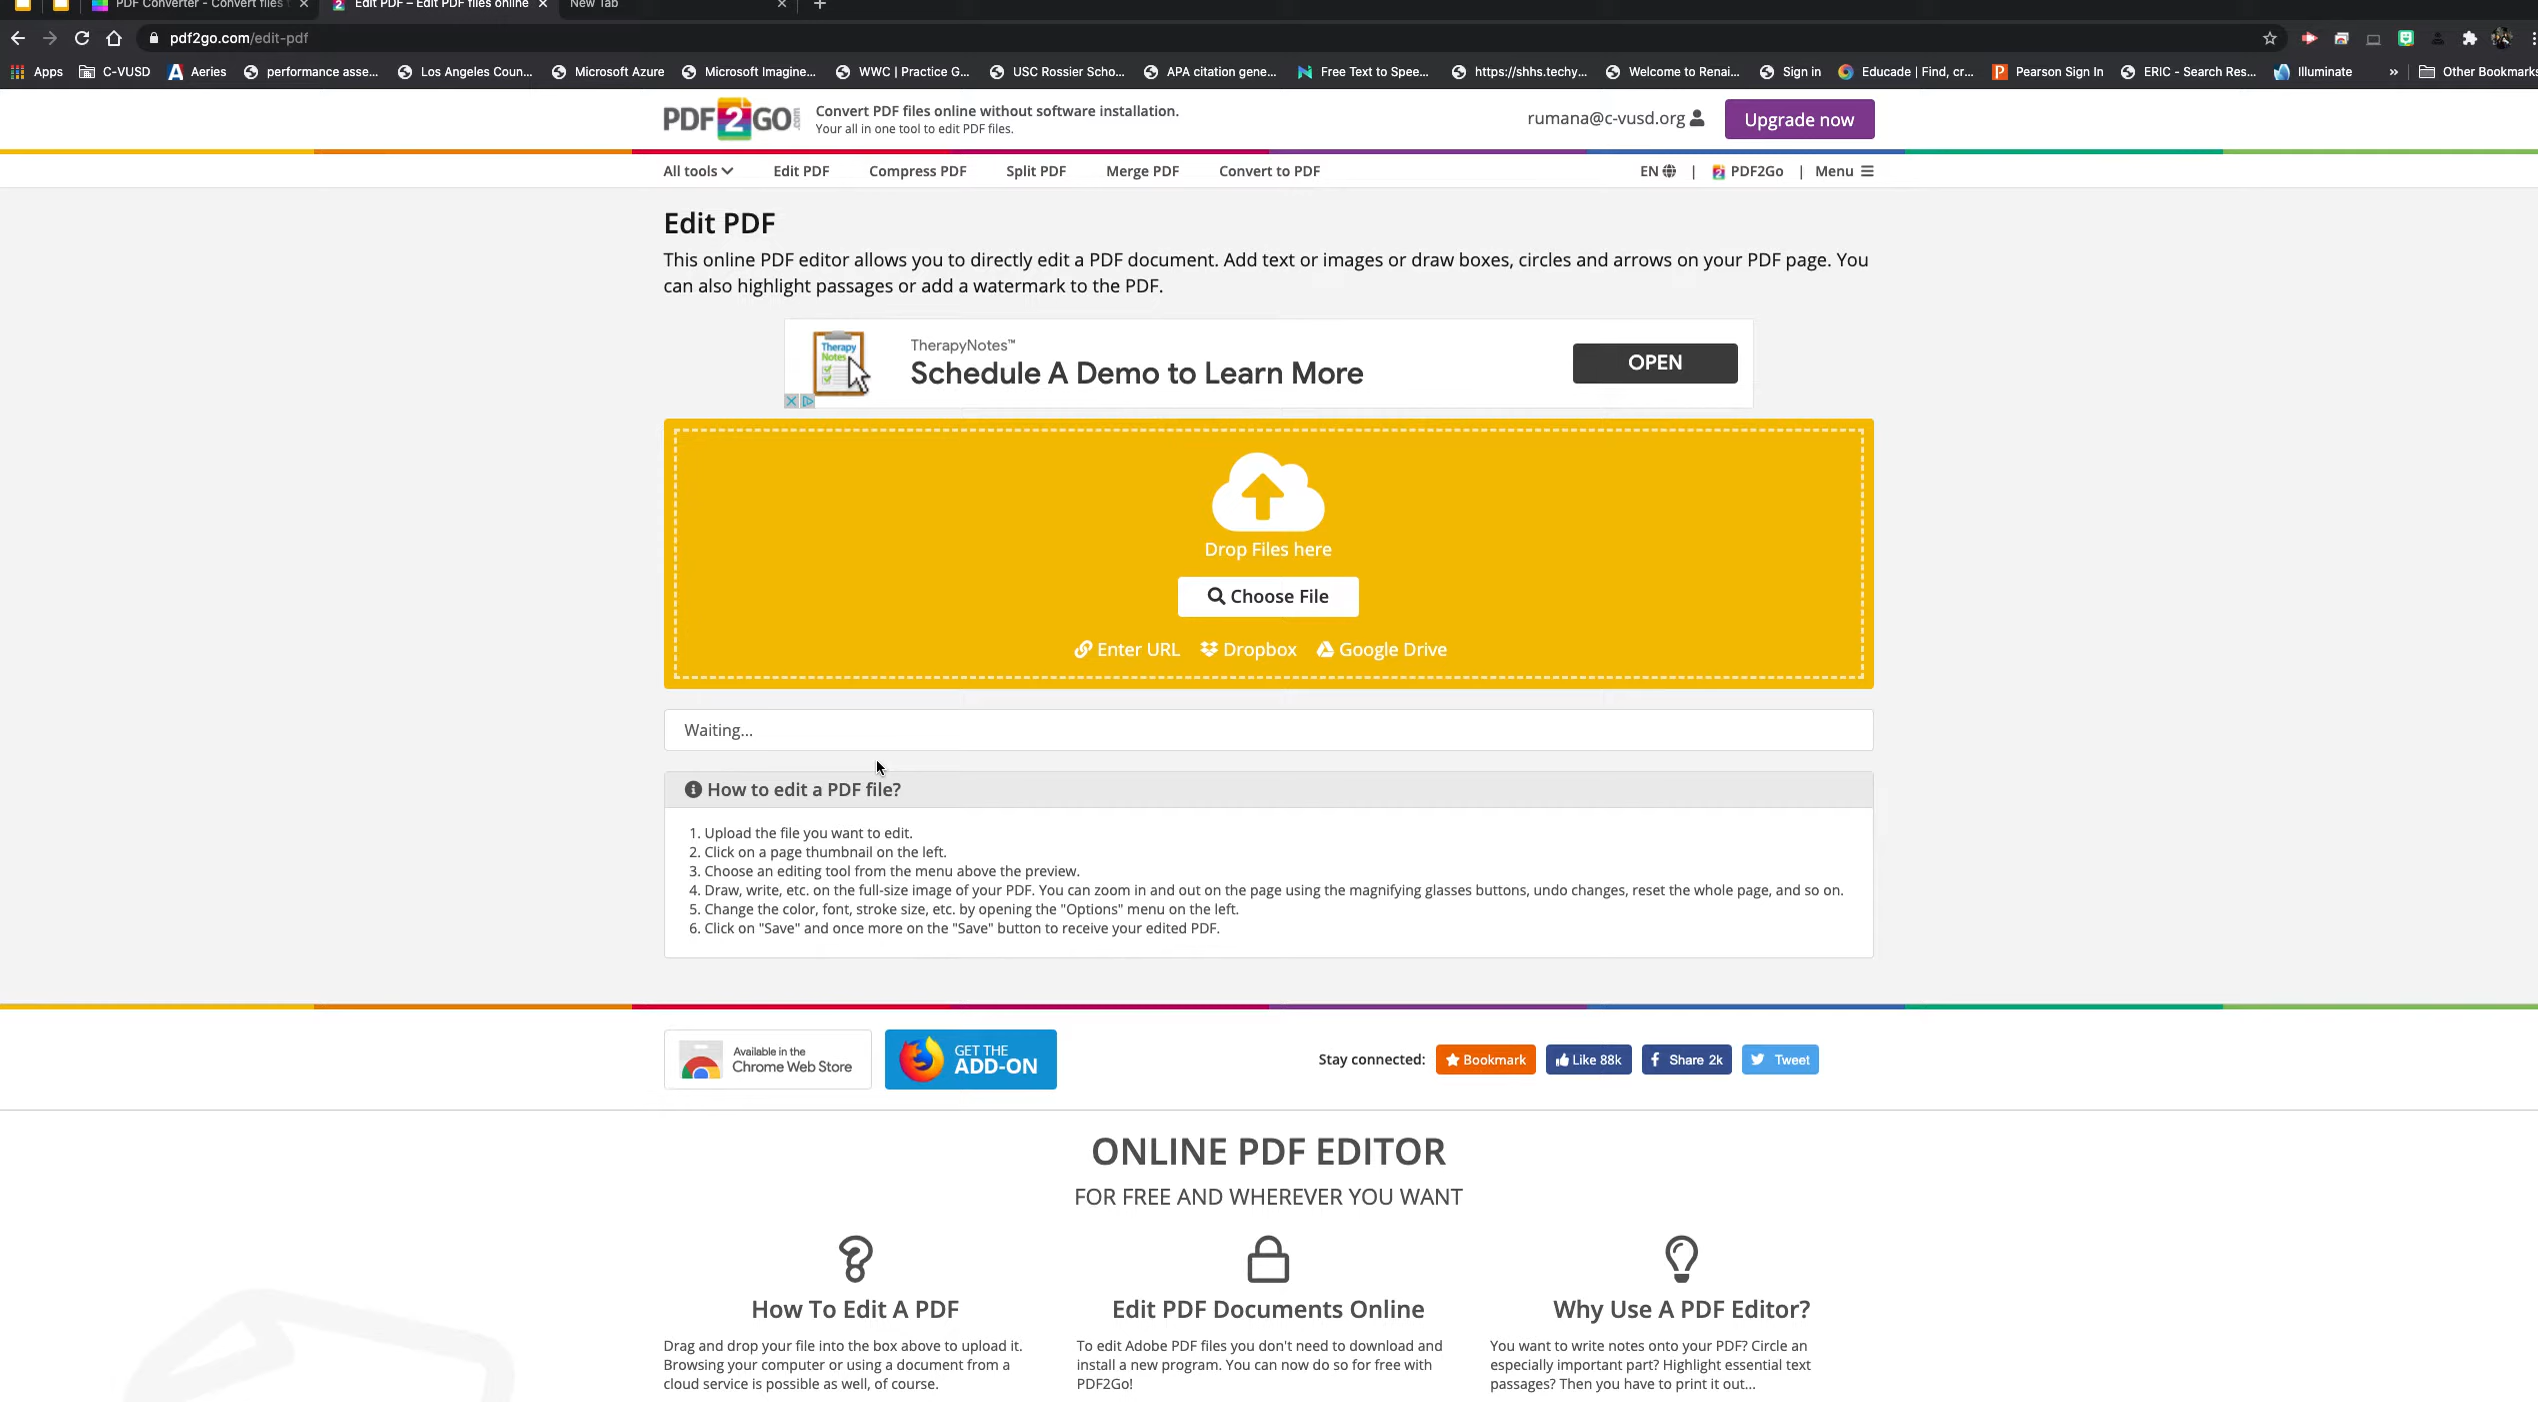 PDF Converter - Convert files t
Edit PDF – Edit PDF files online
New Tab
pdf2go.com/edit-pdf
Apps
C-VUSD
Aeries
performance asse...
Los Angeles Coun...
Microsoft Azure
Microsoft Imagine...
WWC | Practice G...
USC Rossier Scho...
APA citation gene...
Free Text to Spee...
https://shhs.techy...
Welcome to Renai...
Sign in
Educade | Find, cr...
Pearson Sign In
ERIC - Search Res...
Illuminate
»
Other Bookmarks
PDF2GO.com
Convert PDF files online without software installation.
Your all in one tool to edit PDF files.
rumana@c-vusd.org
Upgrade now
All tools
Edit PDF
Compress PDF
Split PDF
Merge PDF
Convert to PDF
EN | PDF2Go | Menu
Edit PDF
This online PDF editor allows you to directly edit a PDF document. Add text or images or draw boxes, circles and arrows on your PDF page. You
can also highlight passages or add a watermark to the PDF.
Therapy
Notes
TherapyNotes™
Schedule A Demo to Learn More
OPEN
Drop Files here
Choose File
Enter URL
Dropbox
Google Drive
Waiting...
How to edit a PDF file?
1. Upload the file you want to edit.
2. Click on a page thumbnail on the left.
3. Choose an editing tool from the menu above the preview.
4. Draw, write, etc. on the full-size image of your PDF. You can zoom in and out on the page using the magnifying glasses buttons, undo changes, reset the whole page, and so on.
5. Change the color, font, stroke size, etc. by opening the "Options" menu on the left.
6. Click on "Save" and once more on the "Save" button to receive your edited PDF.
Available in the
Chrome Web Store
GET THE
ADD-ON
Stay connected:
Bookmark
Like 88k
Share 2k
Tweet
ONLINE PDF EDITOR
FOR FREE AND WHEREVER YOU WANT
How To Edit A PDF
Drag and drop your file into the box above to upload it.
Browsing your computer or using a document from a
cloud service is possible as well, of course.
Edit PDF Documents Online
To edit Adobe PDF files you don't need to download and
install a new program. You can now do so for free with
PDF2Go!
Why Use A PDF Editor?
You want to write notes onto your PDF? Circle an
especially important part? Highlight essential text
passages? Then you have to print it out...